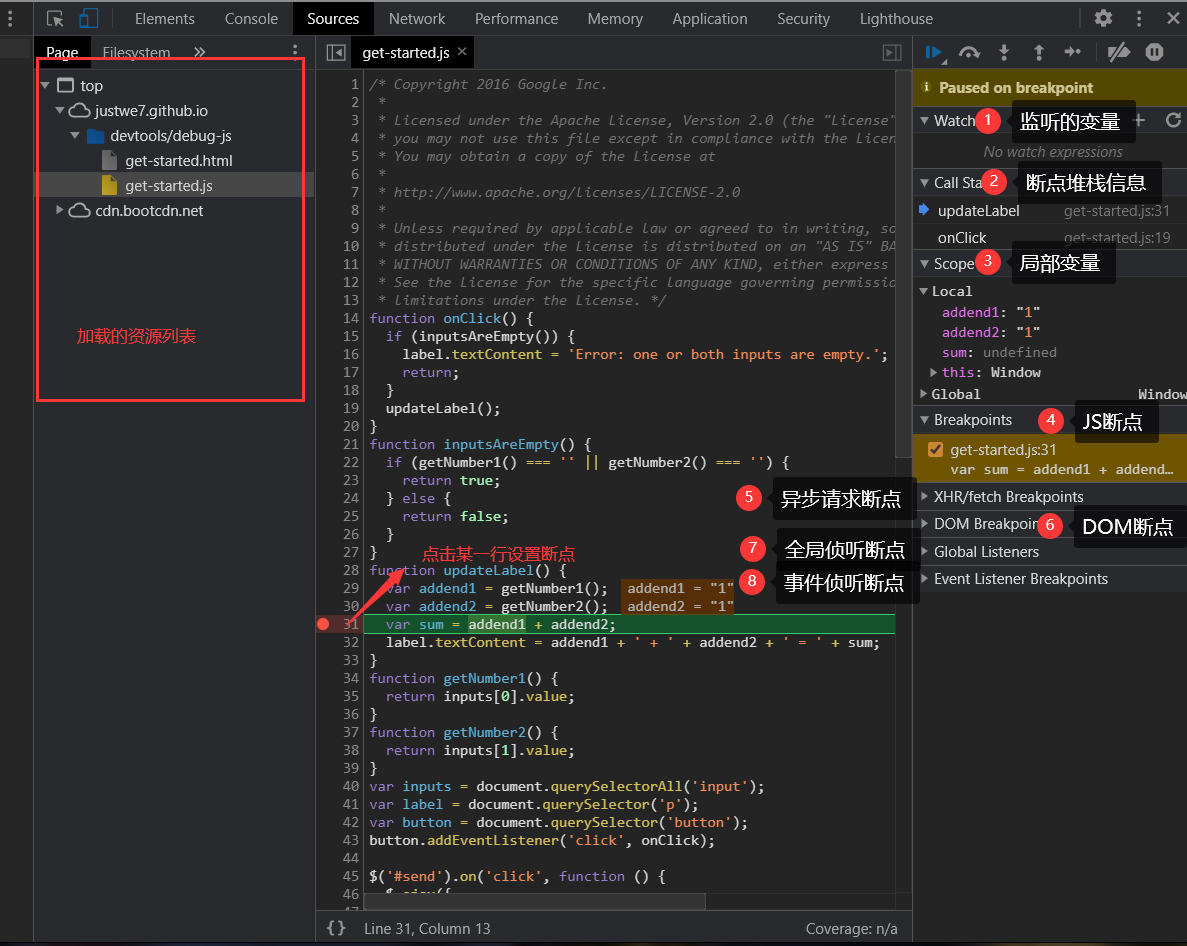 Elements Console Sources Network Performance Memory Application Security Lighthouse
Page Filesystem
top
justwe7.github.io
devtools/debug-js
get-started.html
get-started.js
cdn.bootcdn.net
加载的资源列表
get-started.js
1 /* Copyright 2016 Google Inc.
2 *
3 * Licensed under the Apache License, Version 2.0 (the "License"
4 * you may not use this file except in compliance with the Licen
5 * You may obtain a copy of the License at
6 *
7 * http://www.apache.org/licenses/LICENSE-2.0
8 *
9 * Unless required by applicable law or agreed to in writing, so
10 * distributed under the License is distributed on an "AS IS" BA
11 * WITHOUT WARRANTIES OR CONDITIONS OF ANY KIND, either express
12 * See the License for the specific language governing permissio
13 * limitations under the License. */
14 function onClick() {
15 if (inputsAreEmpty()) {
16 label.textContent = 'Error: one or both inputs are empty.';
17 return;
18 }
19 updateLabel();
20 }
21 function inputsAreEmpty() {
22 if (getNumber1() === '' || getNumber2() === '') {
23 return true;
24 } else {
25 return false;
26 }
27 }
点击某一行设置断点
28 function updateLabel() {
29 var addend1 = getNumber1(); addend1 = "1"
30 var addend2 = getNumber2(); addend2 = "1"
31 var sum = addend1 + addend2;
32 label.textContent = addend1 + ' + ' + addend2 + ' = ' + sum;
33 }
34 function getNumber1() {
35 return inputs[0].value;
36 }
37 function getNumber2() {
38 return inputs[1].value;
39 }
40 var inputs = document.querySelectorAll('input');
41 var label = document.querySelector('p');
42 var button = document.querySelector('button');
43 button.addEventListener('click', onClick);
44
45 $('#send').on('click', function () {
46 $.ajax({
47
{} Line 31, Column 13 Coverage: n/a
Paused on breakpoint
Watch 1 监听的变量
No watch expressions
Call Sta 2 断点堆栈信息
updateLabel get-started.js:31
onClick get-started.js:19
Scope 3 局部变量
Local
addend1: "1"
addend2: "1"
sum: undefined
this: Window
Global Window
Breakpoints 4 JS断点
get-started.js:31
var sum = addend1 + addend…
5 异步请求断点 XHR/fetch Breakpoints
DOM Breakpoin 6 DOM断点
7 全局侦听断点 Global Listeners
8 事件侦听断点 Event Listener Breakpoints